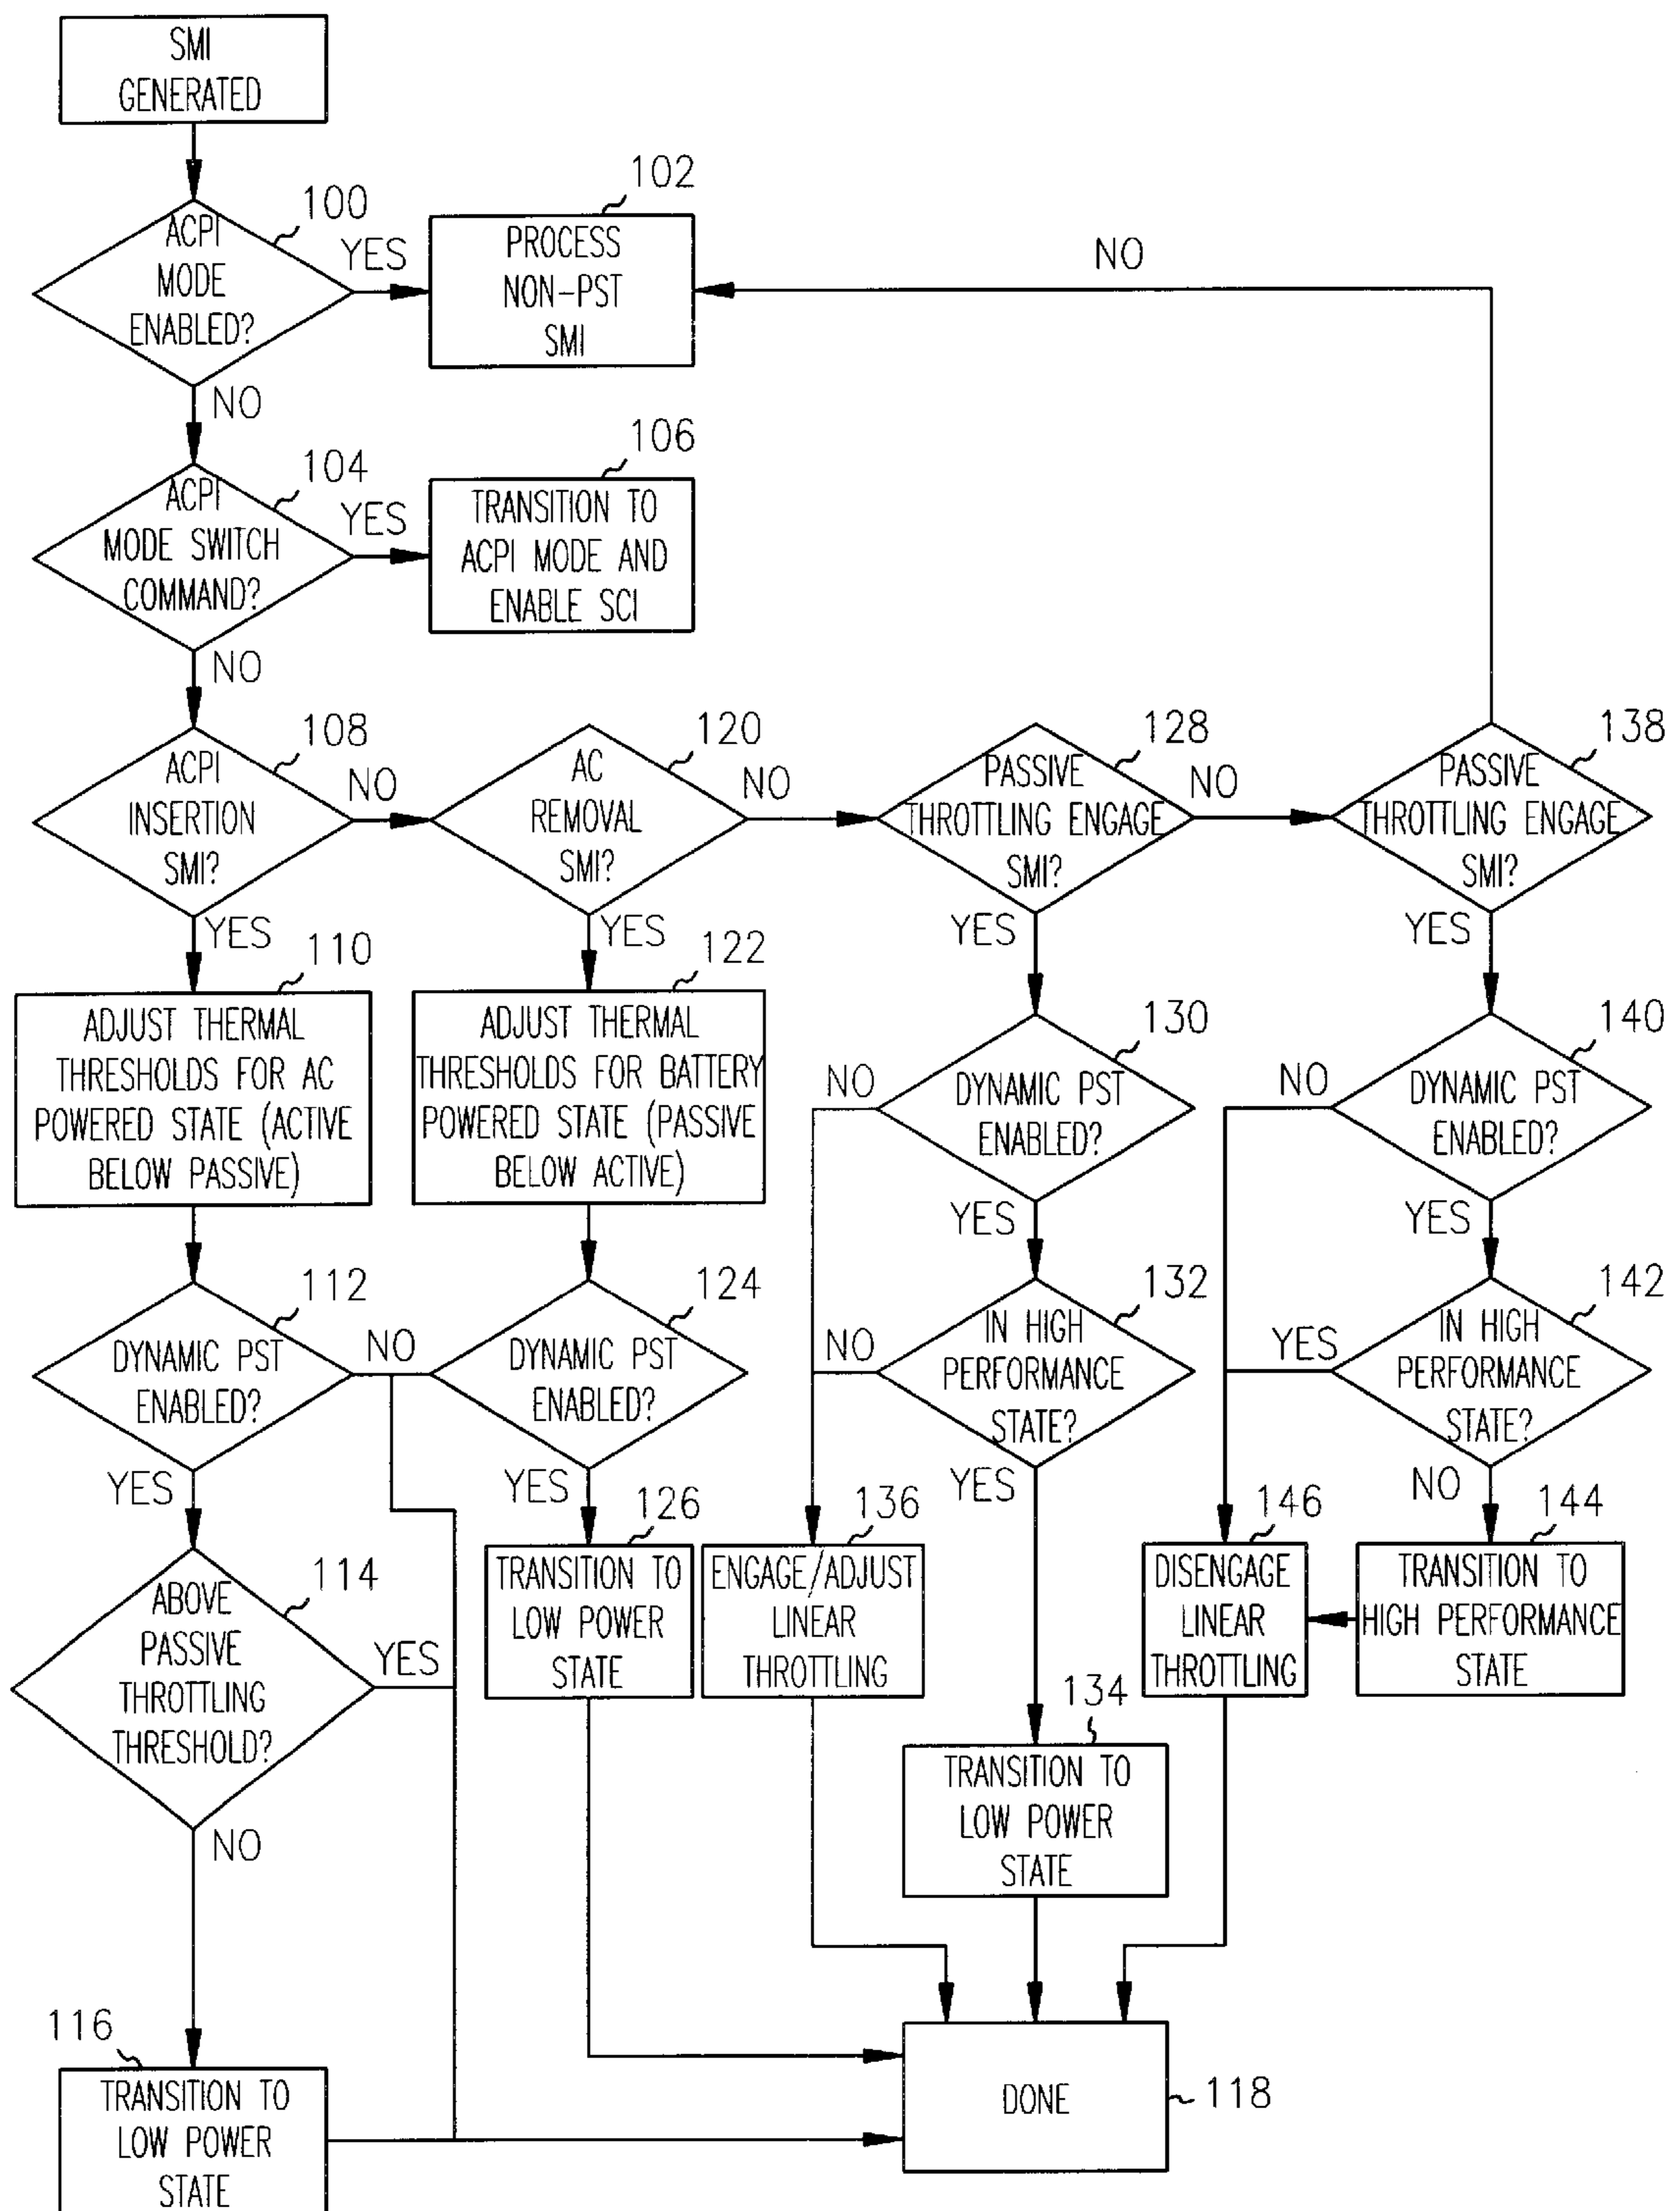 SMI
GENERATED
100
ACPI
MODE
ENABLED?
YES
NO
102
PROCESS
NON-PST
SMI
NO
104
ACPI
MODE SWITCH
COMMAND?
YES
NO
106
TRANSITION TO
ACPI MODE AND
ENABLE SCI
108
ACPI
INSERTION
SMI?
NO
YES
120
AC
REMOVAL
SMI?
NO
YES
128
PASSIVE
THROTTLING ENGAGE
SMI?
NO
YES
138
PASSIVE
THROTTLING ENGAGE
SMI?
YES
110
ADJUST THERMAL
THRESHOLDS FOR AC
POWERED STATE (ACTIVE
BELOW PASSIVE)
122
ADJUST THERMAL
THRESHOLDS FOR BATTERY
POWERED STATE (PASSIVE
BELOW ACTIVE)
130
NO
DYNAMIC PST
ENABLED?
YES
140
NO
DYNAMIC PST
ENABLED?
YES
112
DYNAMIC PST
ENABLED?
NO
YES
124
DYNAMIC PST
ENABLED?
YES
132
NO
IN HIGH
PERFORMANCE
STATE?
YES
142
YES
IN HIGH
PERFORMANCE
STATE?
NO
114
ABOVE
PASSIVE
THROTTLING
THRESHOLD?
YES
NO
126
TRANSITION TO
LOW POWER
STATE
136
ENGAGE/ADJUST
LINEAR
THROTTLING
146
DISENGAGE
LINEAR
THROTTLING
144
TRANSITION TO
HIGH PERFORMANCE
STATE
134
TRANSITION TO
LOW POWER
STATE
116
TRANSITION TO
LOW POWER
STATE
DONE
118